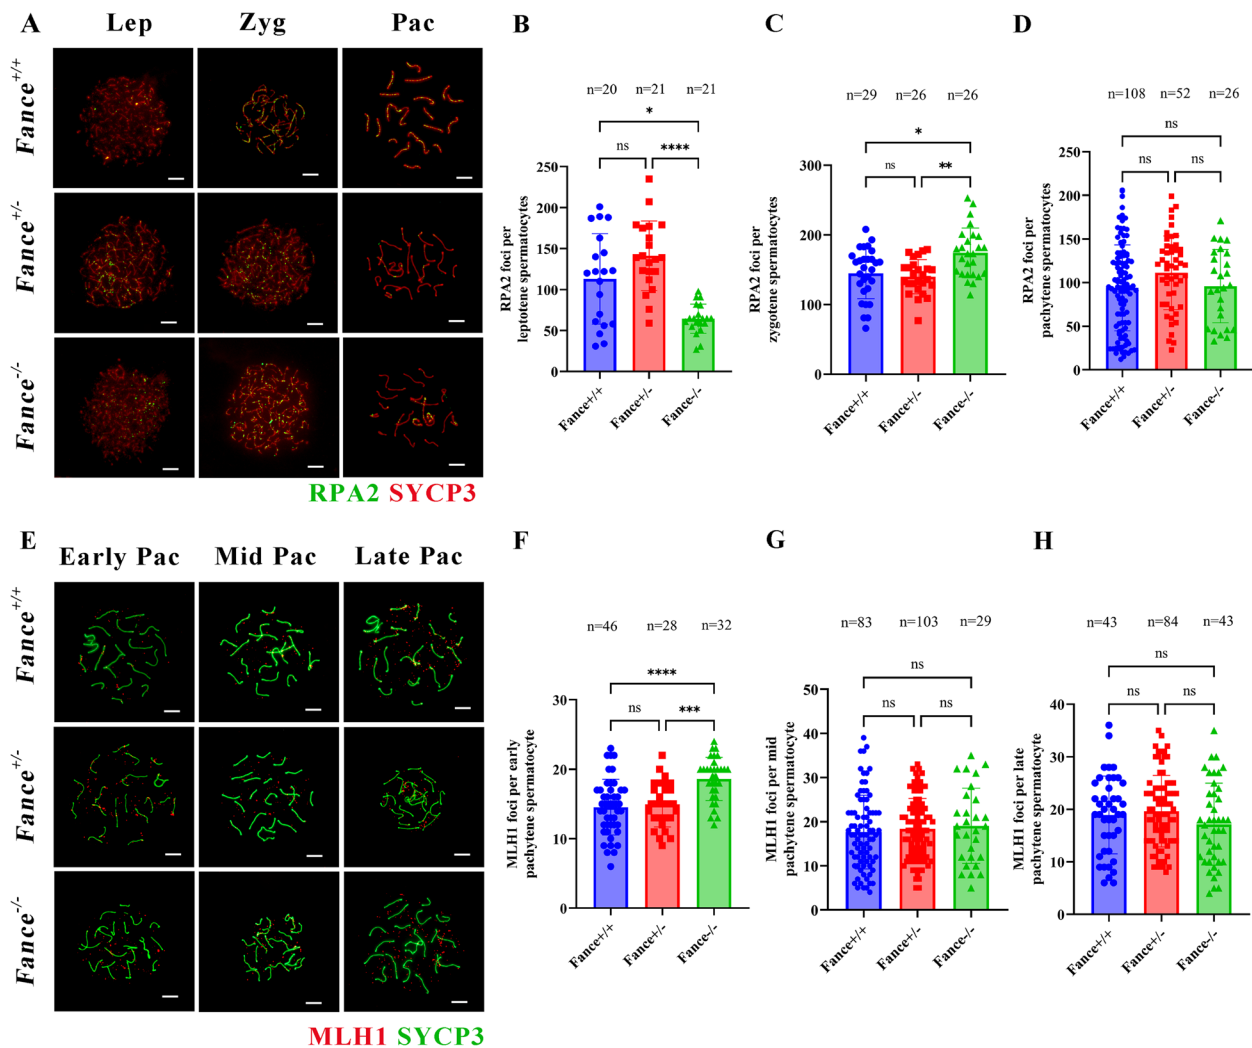 A
Lep Zyg Pac
Fance+/+
Fance+/-
Fance-/-
RPA2 SYCP3
B
n=20 n=21 n=21
*
ns ****
RPA2 foci per
leptotene spermatocytes
250
200
150
100
50
0
Fance+/+ Fance+/- Fance-/-
C
n=29 n=26 n=26
*
ns **
RPA2 foci per
zygotene spermatocytes
300
200
100
0
Fance+/+ Fance+/- Fance-/-
D
n=108 n=52 n=26
ns
ns ns
RPA2 foci per
pachytene spermatocytes
250
200
150
100
50
0
Fance+/+ Fance+/- Fance-/-
E
Early Pac Mid Pac Late Pac
Fance+/+
Fance+/-
Fance-/-
MLH1 SYCP3
F
n=46 n=28 n=32
****
ns ***
MLH1 foci per early
pachytene spermatocyte
30
20
10
0
Fance+/+ Fance+/- Fance-/-
G
n=83 n=103 n=29
ns
ns ns
MLH1 foci per mid
pachytene spermatocyte
50
40
30
20
10
0
Fance+/+ Fance+/- Fance-/-
H
n=43 n=84 n=43
ns
ns ns
MLH1 foci per late
pachytene spermatocyte
40
30
20
10
0
Fance+/+ Fance+/- Fance-/-